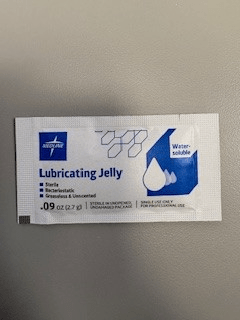 MEDLINE
Water-
soluble
Lubricating Jelly
Sterile
Bacteriostatic
Greaseless & Unscented
.09 OZ (2.7 g)
STERILE IN UNOPENED,
UNDAMAGED PACKAGE
SINGLE USE ONLY
FOR PROFESSIONAL USE